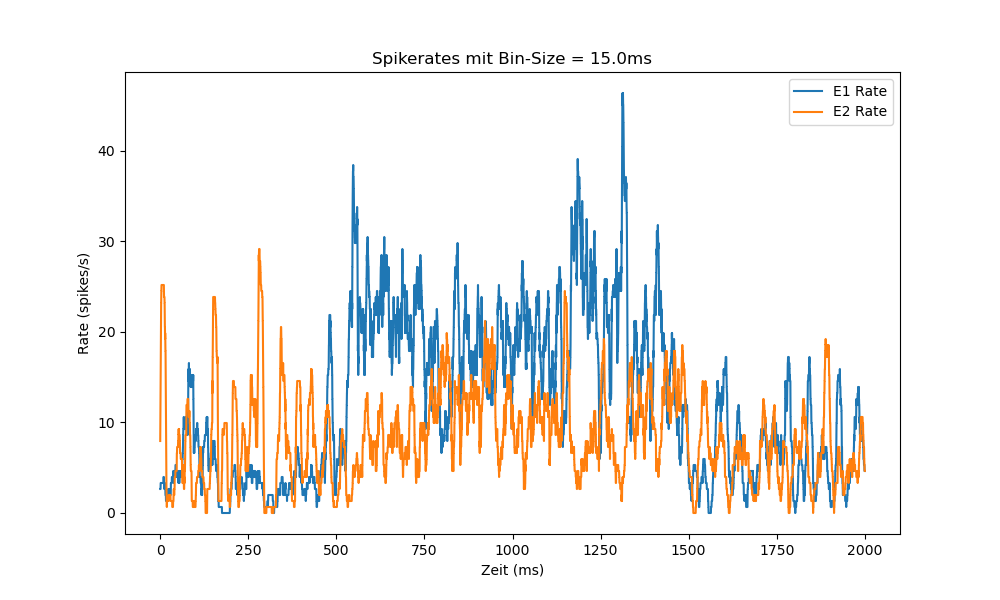 Spikerates mit Bin-Size = 15.0ms
E1 Rate
E2 Rate
40
30
20
10
0
Rate (spikes/s)
0 250 500 750 1000 1250 1500 1750 2000
Zeit (ms)